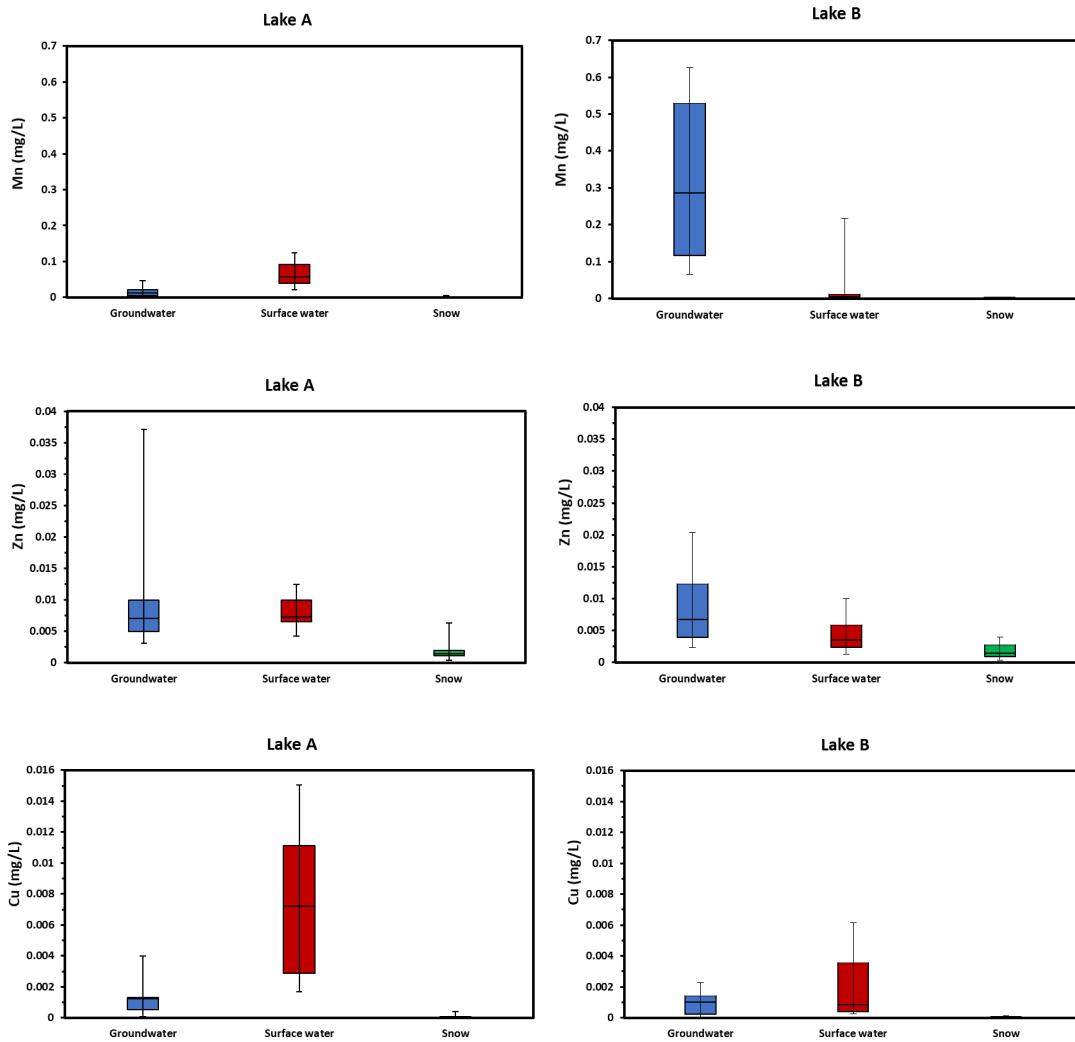 Lake A
Mn (mg/L)
0.7
0.6
0.5
0.4
0.3
0.2
0.1
0
Groundwater Surface water Snow
Lake B
Mn (mg/L)
0.7
0.6
0.5
0.4
0.3
0.2
0.1
0
Groundwater Surface water Snow
Lake A
Zn (mg/L)
0.04
0.035
0.03
0.025
0.02
0.015
0.01
0.005
0
Groundwater Surface water Snow
Lake B
Zn (mg/L)
0.04
0.035
0.03
0.025
0.02
0.015
0.01
0.005
0
Groundwater Surface water Snow
Lake A
Cu (mg/L)
0.016
0.014
0.012
0.01
0.008
0.006
0.004
0.002
0
Groundwater Surface water Snow
Lake B
Cu (mg/L)
0.016
0.014
0.012
0.01
0.008
0.006
0.004
0.002
0
Groundwater Surface water Snow